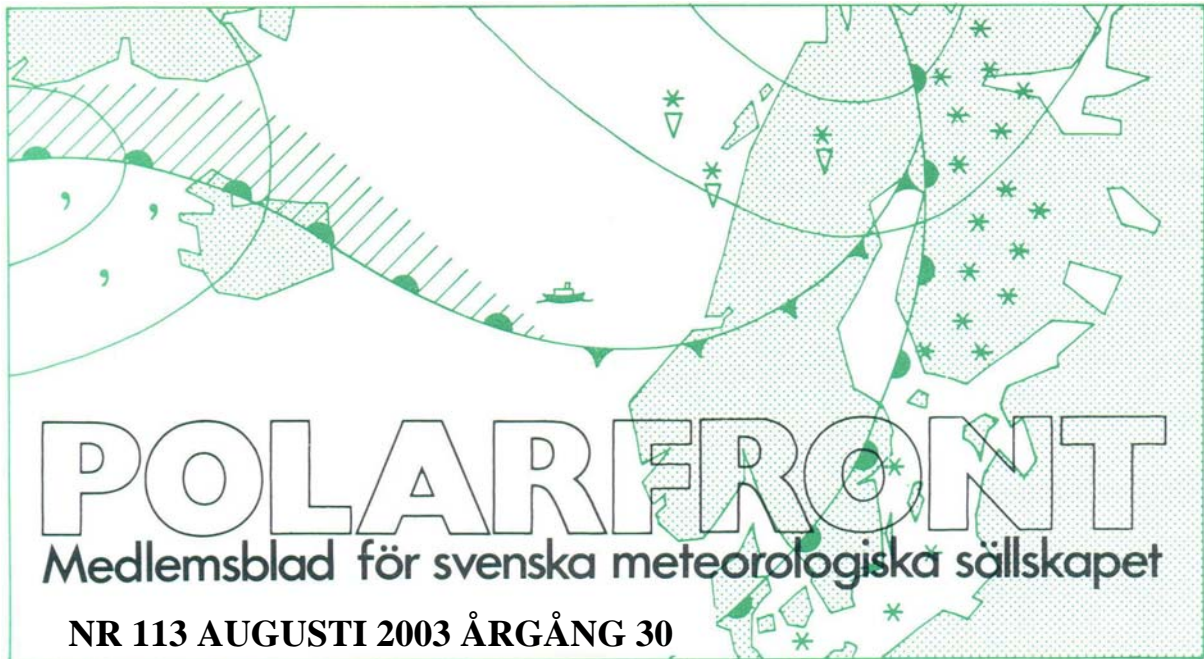 POLARFRONT
Medlemsblad för svenska meteorologiska sällskapet
NR 113 AUGUSTI 2003 ÅRGÅNG 30